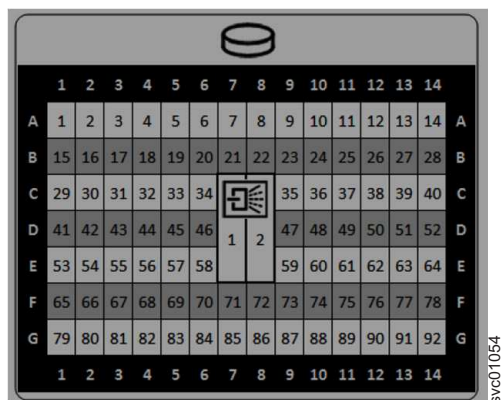 1 2 3 4 5 6 7 8 9 10 11 12 13 14
A 1 2 3 4 5 6 7 8 9 10 11 12 13 14 A
B 15 16 17 18 19 20 21 22 23 24 25 26 27 28 B
C 29 30 31 32 33 34 35 36 37 38 39 40 C
D 41 42 43 44 45 46 1 2 47 48 49 50 51 52 D
E 53 54 55 56 57 58 59 60 61 62 63 64 E
F 65 66 67 68 69 70 71 72 73 74 75 76 77 78 F
G 79 80 81 82 83 84 85 86 87 88 89 90 91 92 G
1 2 3 4 5 6 7 8 9 10 11 12 13 14
svc01054